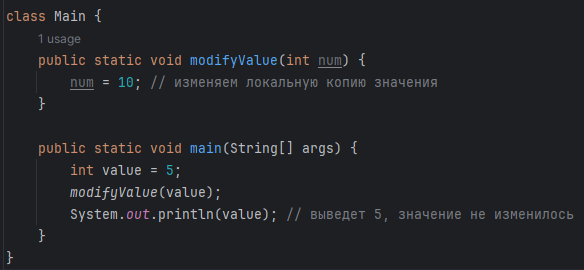 class Main {
1 usage
public static void modifyValue(int num) {
num = 10; // изменяем локальную копию значения
}
public static void main(String[] args) {
int value = 5;
modifyValue(value);
System.out.println(value); // выведет 5, значение не изменилось
}
}